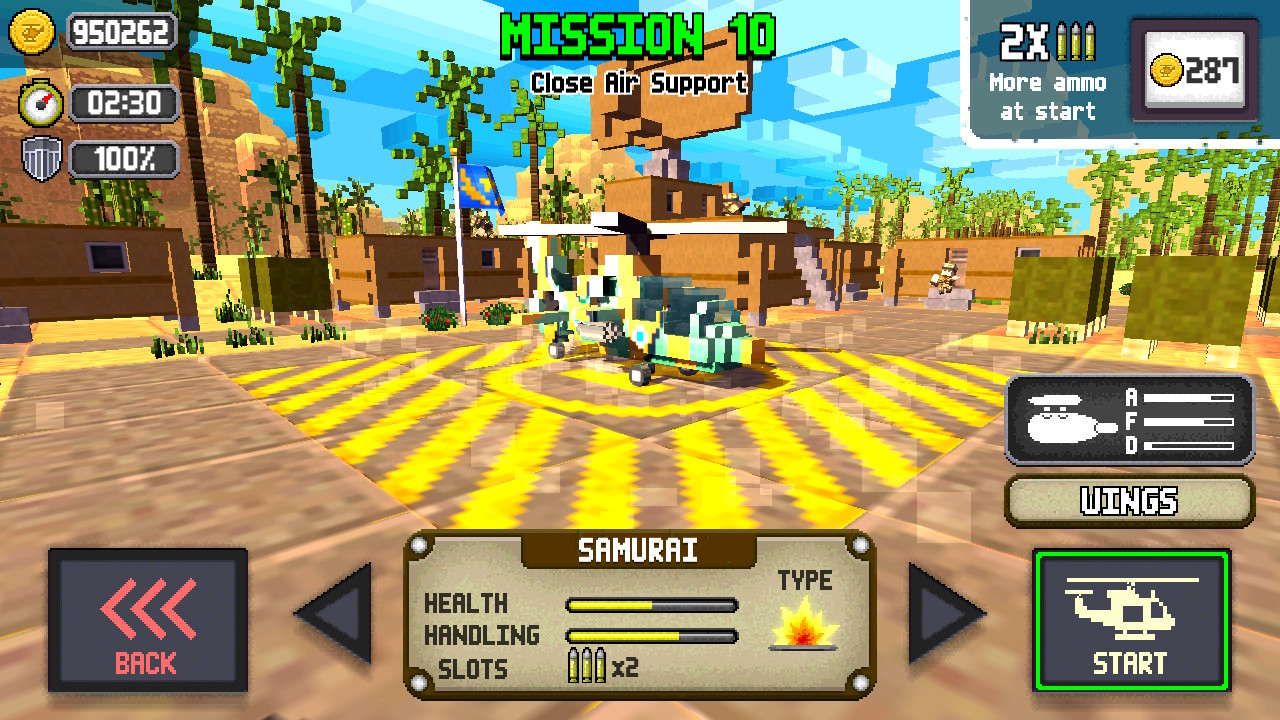 950262
02:30
100%
MISSION 10
Close Air Support
2X
More ammo
at start
287
A
F
D
WINGS
SAMURAI
HEALTH
HANDLING
SLOTS
x2
TYPE
BACK
START